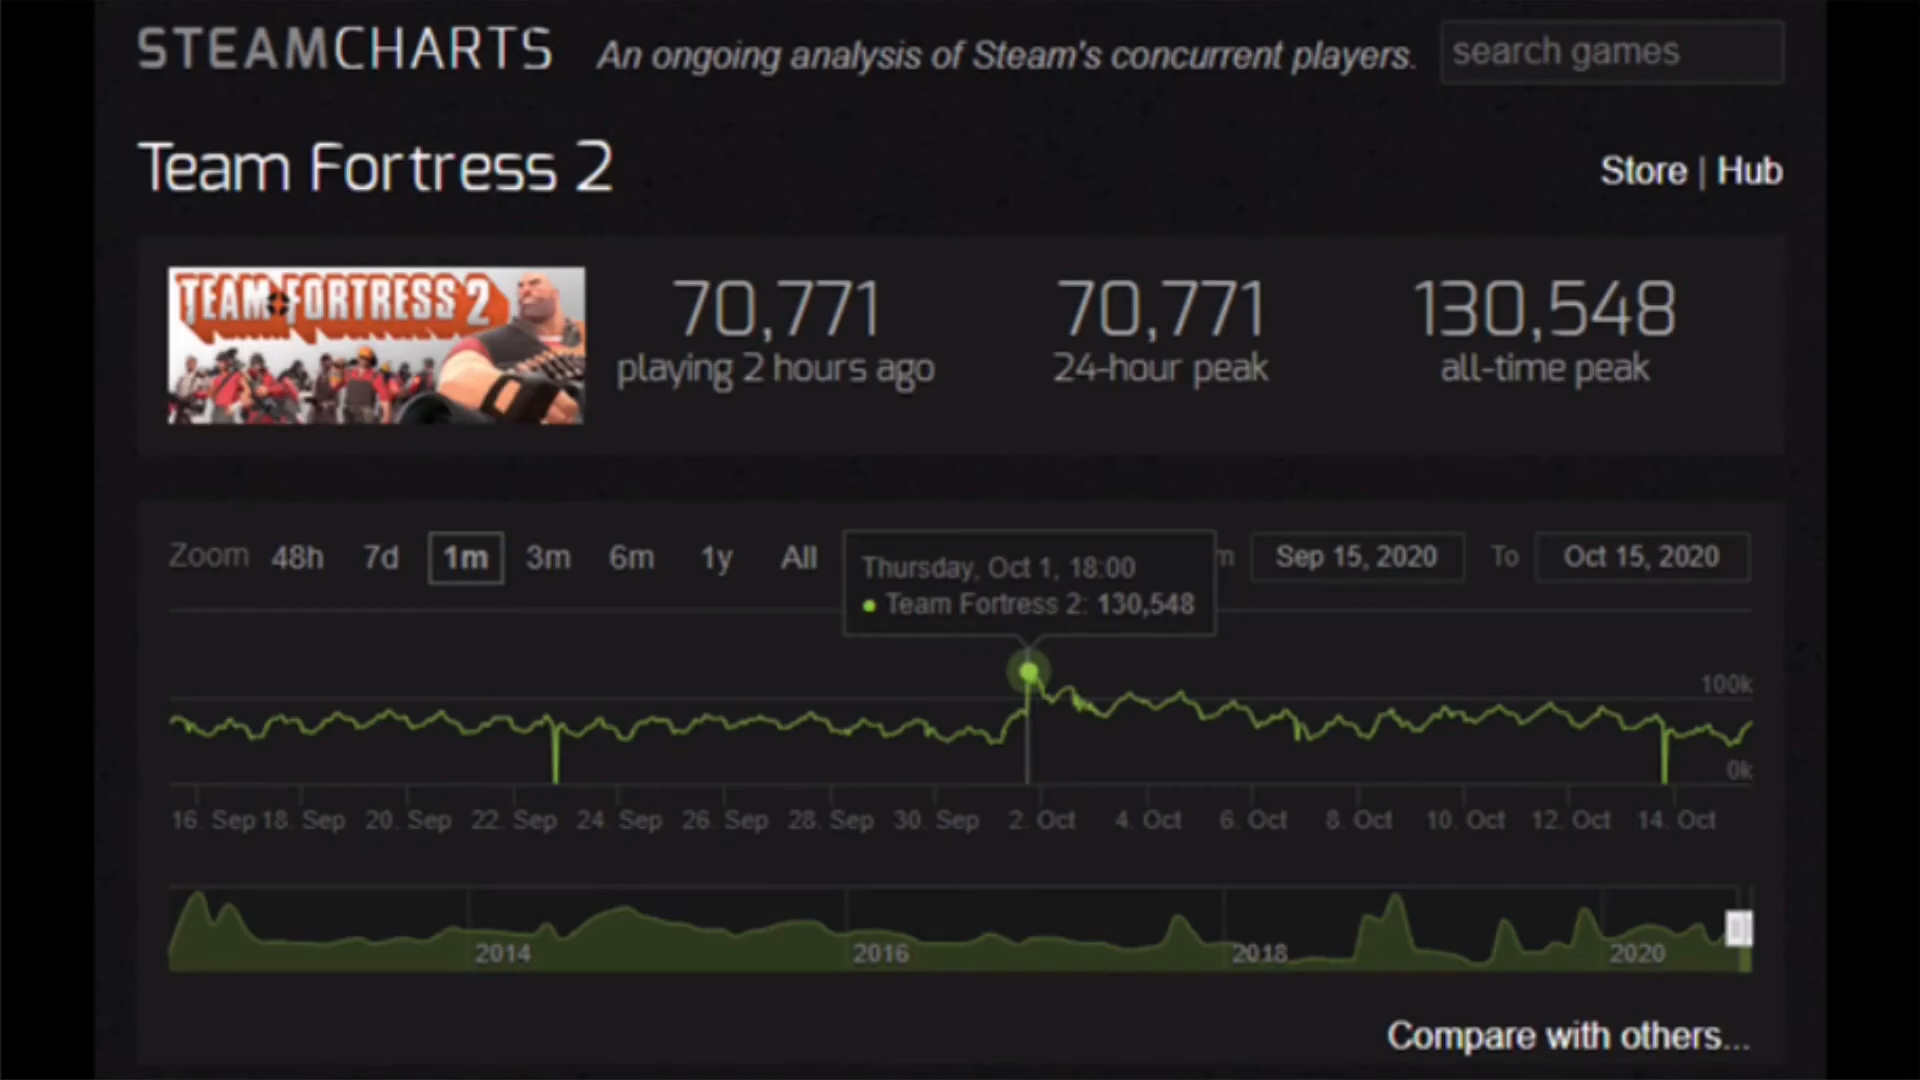 STEAMCHARTS An ongoing analysis of Steam's concurrent players. search games
Team Fortress 2 Store | Hub
TEAM FORTRESS 2
70,771 70,771 130,548
playing 2 hours ago 24-hour peak all-time peak
Zoom 48h 7d 1m 3m 6m 1y All m Sep 15, 2020 To Oct 15, 2020
Thursday, Oct 1, 18:00
Team Fortress 2: 130,548
100k
0k
16. Sep 18. Sep 20. Sep 22. Sep 24. Sep 26. Sep 28. Sep 30. Sep 2. Oct 4. Oct 6. Oct 8. Oct 10. Oct 12. Oct 14. Oct
2014 2016 2018 2020
Compare with others...